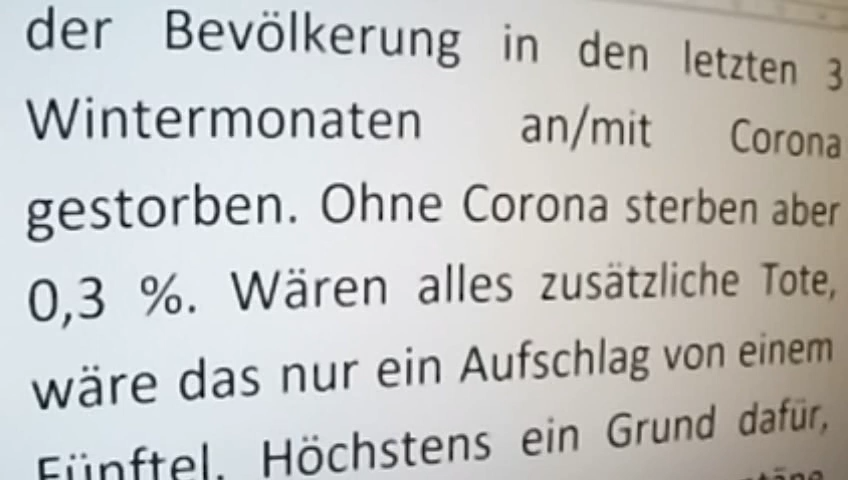 der Bevölkerung in den letzten 3
Wintermonaten an/mit Corona
gestorben. Ohne Corona sterben aber
0,3 %. Wären alles zusätzliche Tote,
wäre das nur ein Aufschlag von einem
Fünftel. Höchstens ein Grund dafür,